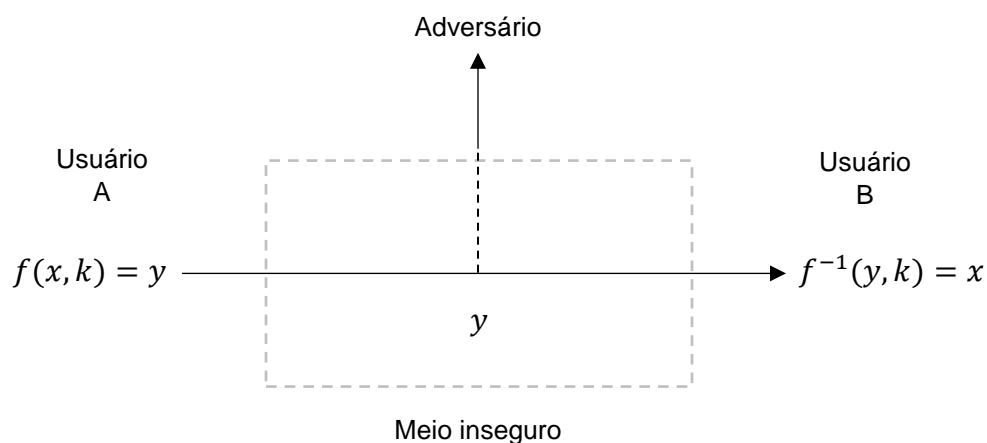 Adversário
Usuário
A
Usuário
B
f(x, k) = y
f⁻¹(y, k) = x
y
Meio inseguro